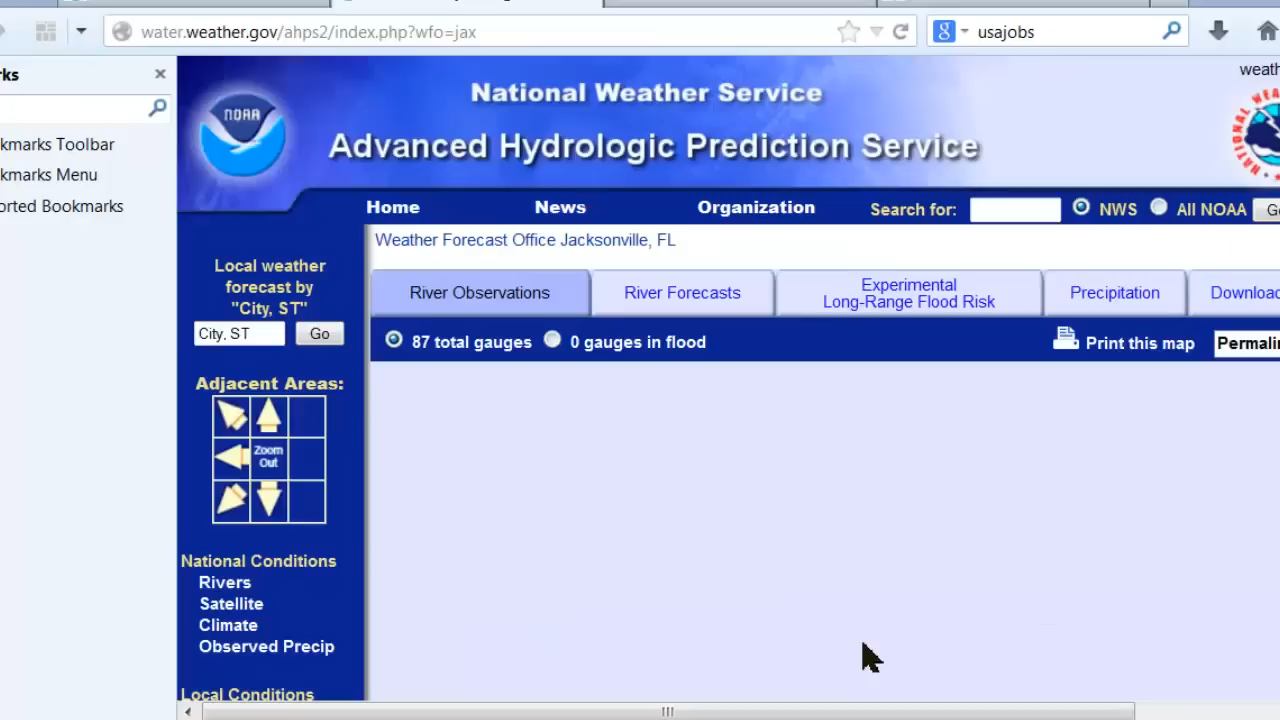 water.weather.gov/ahps2/index.php?wfo=jax
usajobs
ks
kmarks Toolbar
kmarks Menu
orted Bookmarks
weath
NOAA
National Weather Service
Advanced Hydrologic Prediction Service
Home
News
Organization
Search for:
NWS
All NOAA
Go
Weather Forecast Office Jacksonville, FL
Local weather
forecast by
"City, ST"
City, ST
Go
River Observations
River Forecasts
Experimental
Long-Range Flood Risk
Precipitation
Download
87 total gauges
0 gauges in flood
Print this map
Permalin
Adjacent Areas:
Zoom
Out
National Conditions
Rivers
Satellite
Climate
Observed Precip
Local Conditions